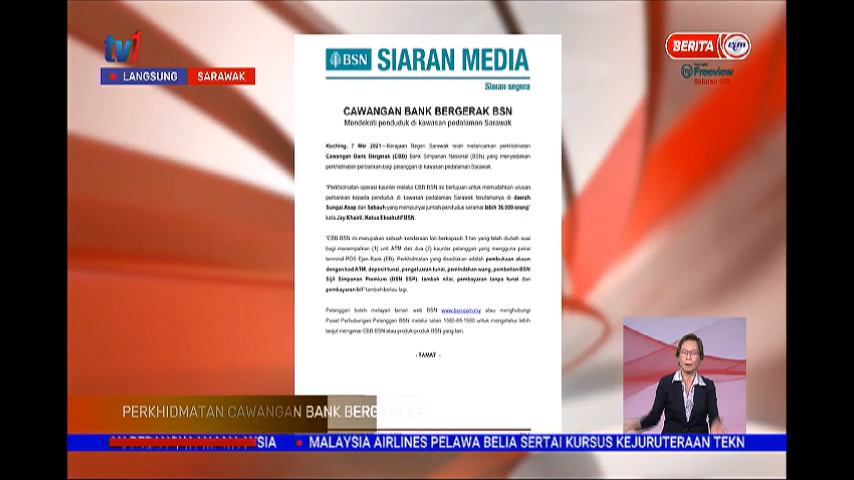 tv1
LANGSUNG
SARAWAK
BERITA rtm
Freeview
Saluran 123
BSN SIARAN MEDIA
Siaran segera
CAWANGAN BANK BERGERAK BSN
Mendekati penduduk di kawasan pedalaman Sarawak
Kuching, 7 Mei 2021 – Kerajaan Negeri Sarawak telah melancarkan perkhidmatan
Cawangan Bank Bergerak (CBB) Bank Simpanan Nasional (BSN) yang menyediakan
perkhidmatan perbankan bagi pelanggan di kawasan pedalaman Sarawak.
"Perkhidmatan operasi kaunter melalui CBB BSN ini bertujuan untuk memudahkan urusan
perbankan kepada penduduk di kawasan pedalaman Sarawak terutamanya di daerah
Sungai Asap dan Sebauh yang mempunyai jumlah penduduk seramai lebih 36,000 orang"
kata Jay Khairil, Ketua Eksekutif BSN.
"CBB BSN ini merupakan sebuah kenderaan lori berkapasiti 3 tan yang telah diubah suai
bagi menempatkan (1) unit ATM dan dua (2) kaunter pelanggan yang mengguna pakai
terminal POS Ejen Bank (EB). Perkhidmatan yang disediakan adalah pembukaan akaun
dengan kad ATM, deposit tunai, pengeluaran tunai, pemindahan wang, pembelian BSN
Sijil Simpanan Premium (BSN SSP), tambah nilai, pembayaran tanpa tunai dan
pembayaran bil" tambah beliau lagi.
Pelanggan boleh melayari laman web BSN www.bsn.com.my atau menghubungi
Pusat Perhubungan Pelanggan BSN melalui talian 1300-88-1900 untuk mengetahui lebih
lanjut mengenai CBB BSN atau produk-produk BSN yang lain.
- TAMAT -
PERKHIDMATAN CAWANGAN BANK
MALAYSIA AIRLINES PELAWA BELIA SERTAI KURSUS KEJURUTERAAN TEKN